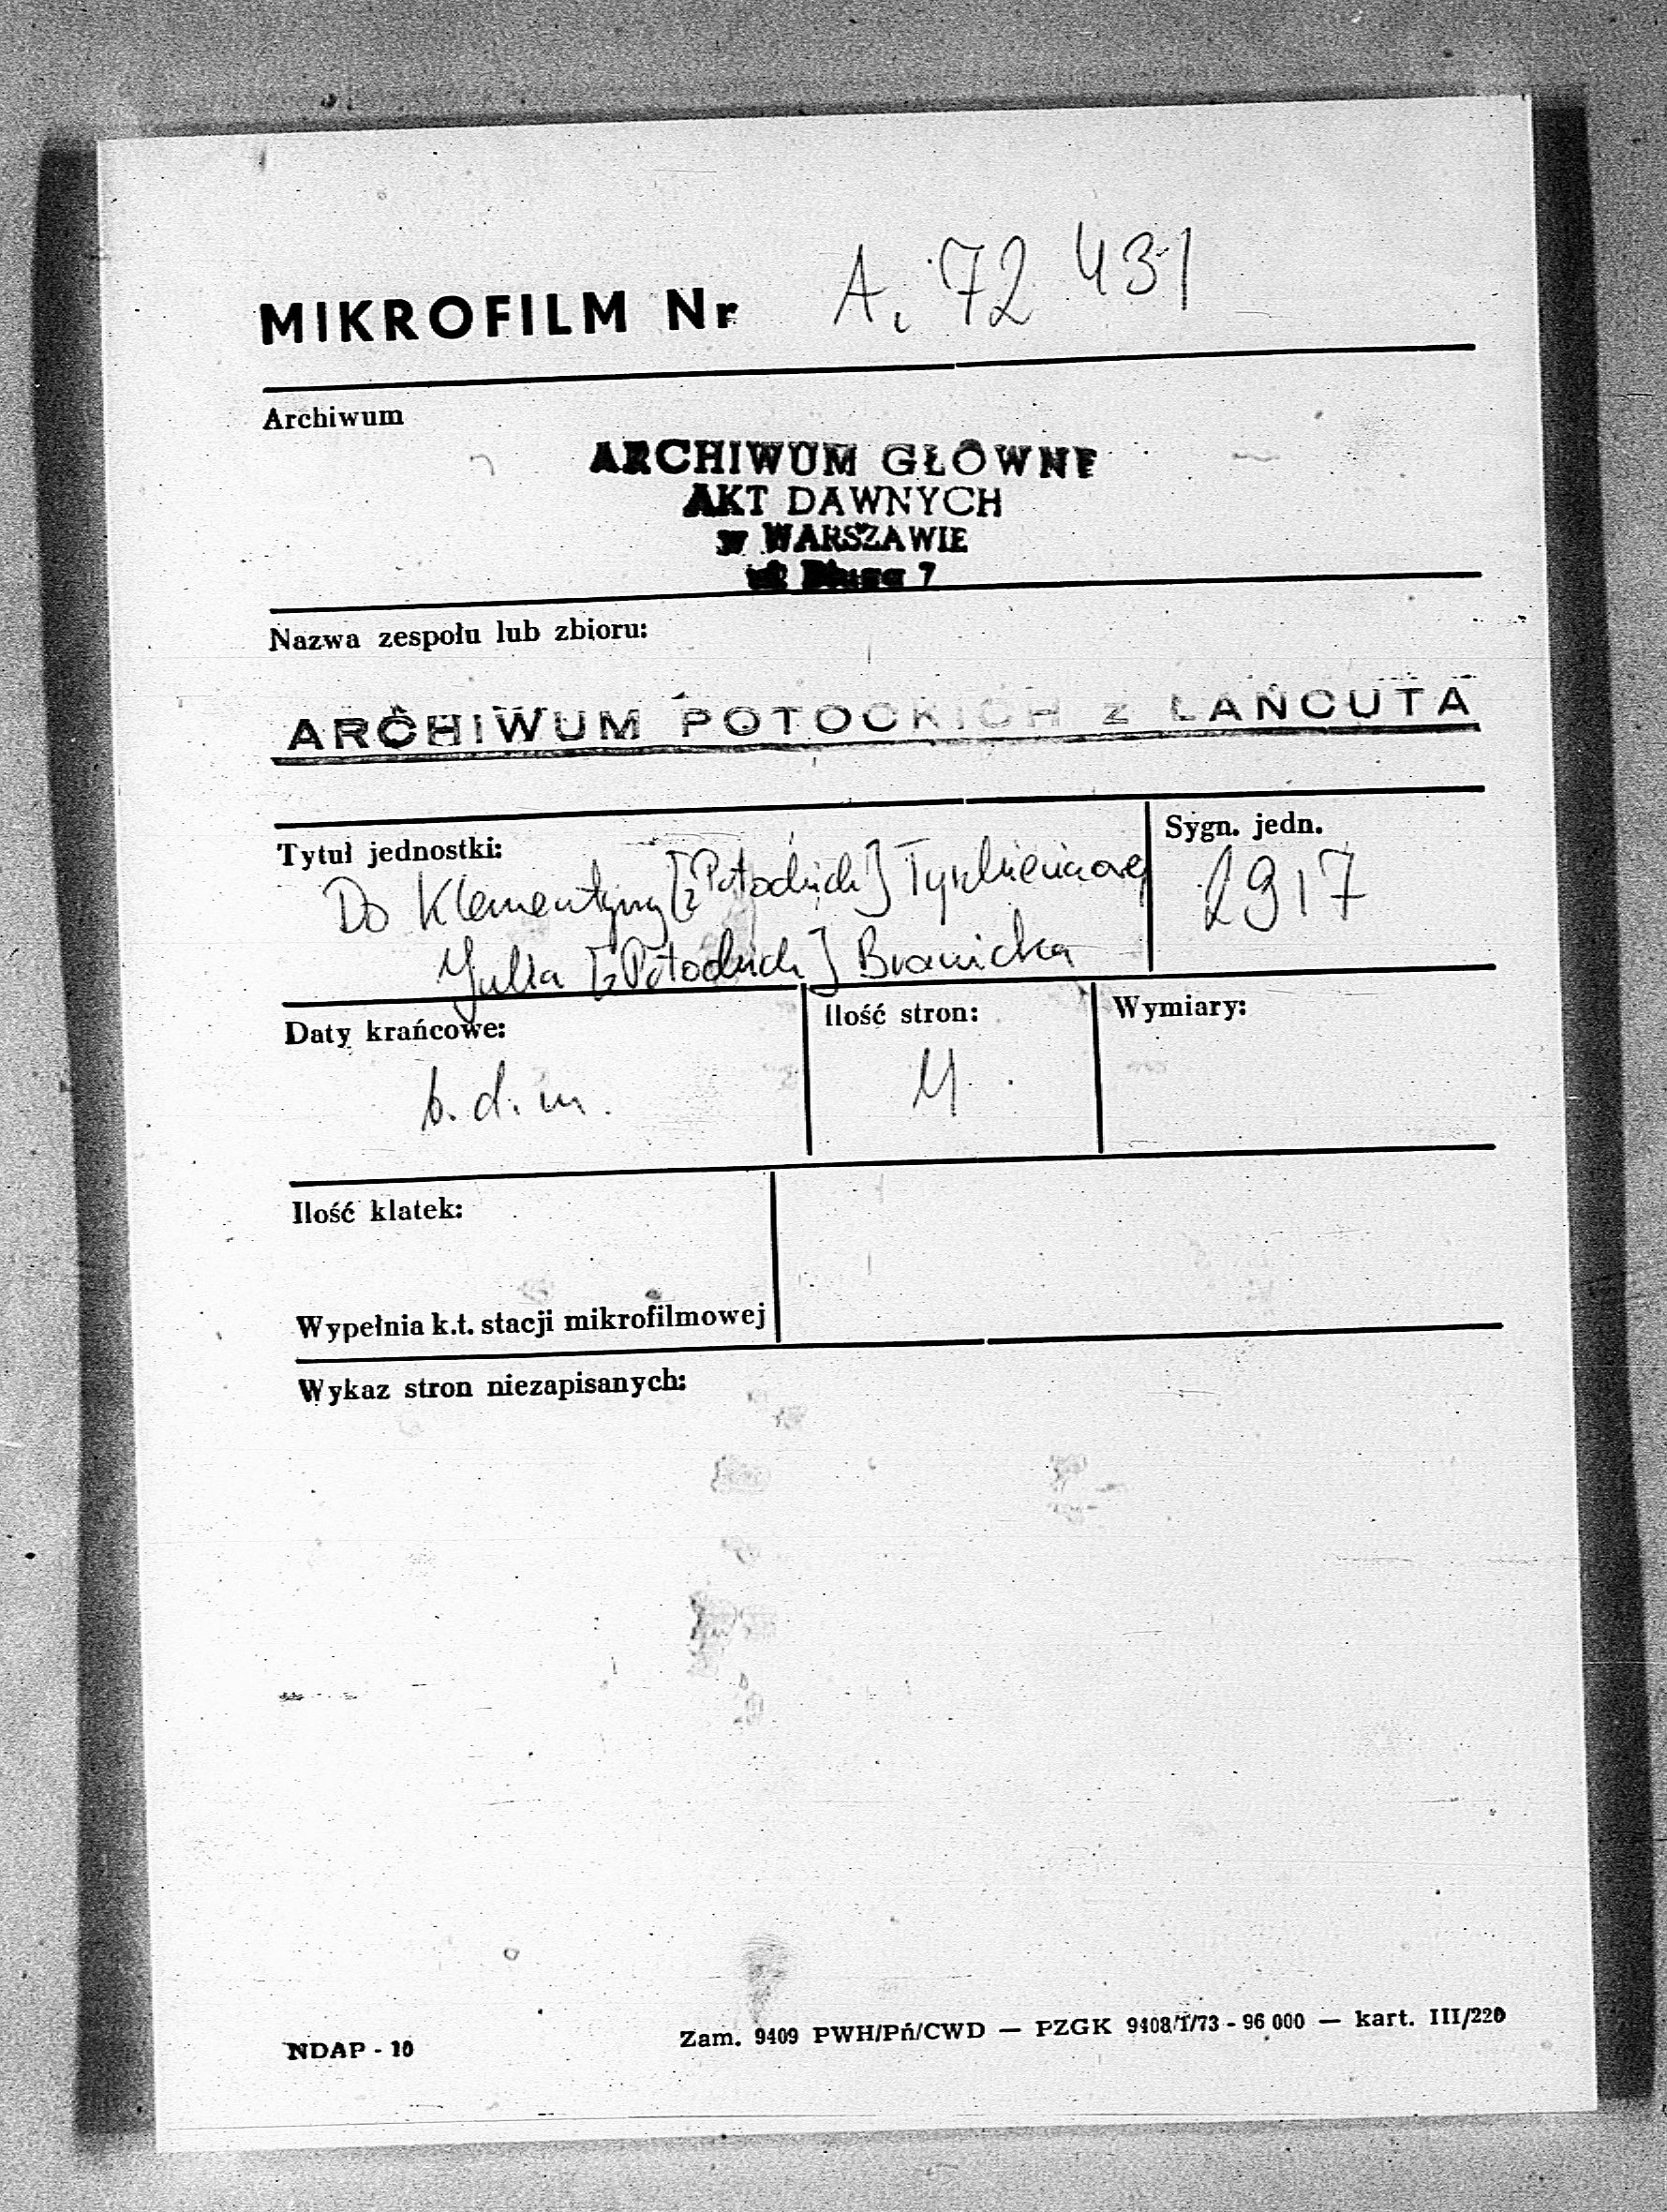 MIKROFILM Nr A. 72 431
Archiwum
ARCHIWUM GŁÓWNE
AKT DAWNYCH
w WARSZAWIE
ul. Długa 7
Nazwa zespołu lub zbioru:
ARCHIWUM POTOCKICH Z ŁAŃCUTA
Tytuł jednostki:
Sygn. jedn.
Do Klementyny [z Potockich] Tyszkiewiczowej
2917
Julia [z Potockich] Branicka
Daty krańcowe:
Ilość stron:
Wymiary:
b. d. m.
Ilość klatek:
Wypełnia k.t. stacji mikrofilmowej
Wykaz stron niezapisanych:
NDAP - 10
Zam. 9409 PWH/Pń/CWD — PZGK 9408/I/73 - 96 000 — kart. III/220